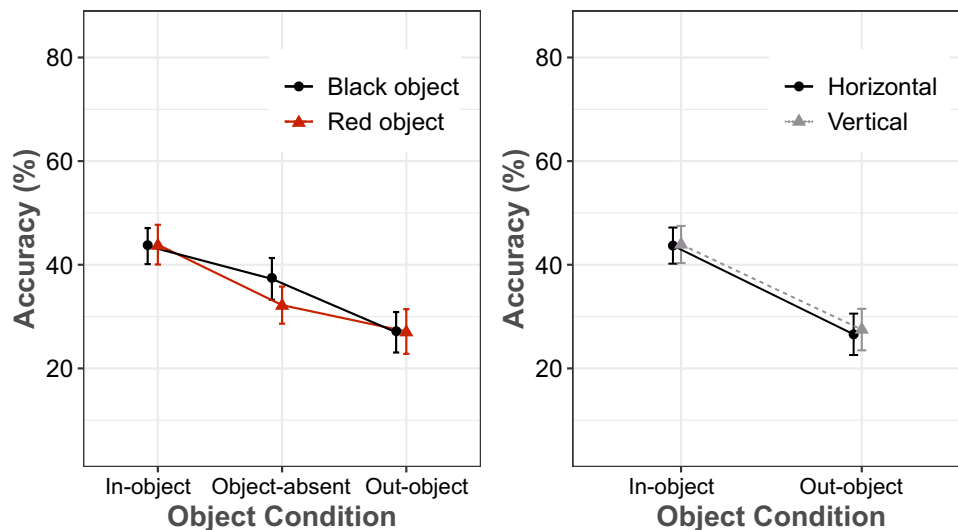 80
60
40
20
Accuracy (%)
Black object
Red object
In-object
Object-absent
Out-object
Object Condition
80
60
40
20
Accuracy (%)
Horizontal
Vertical
In-object
Out-object
Object Condition